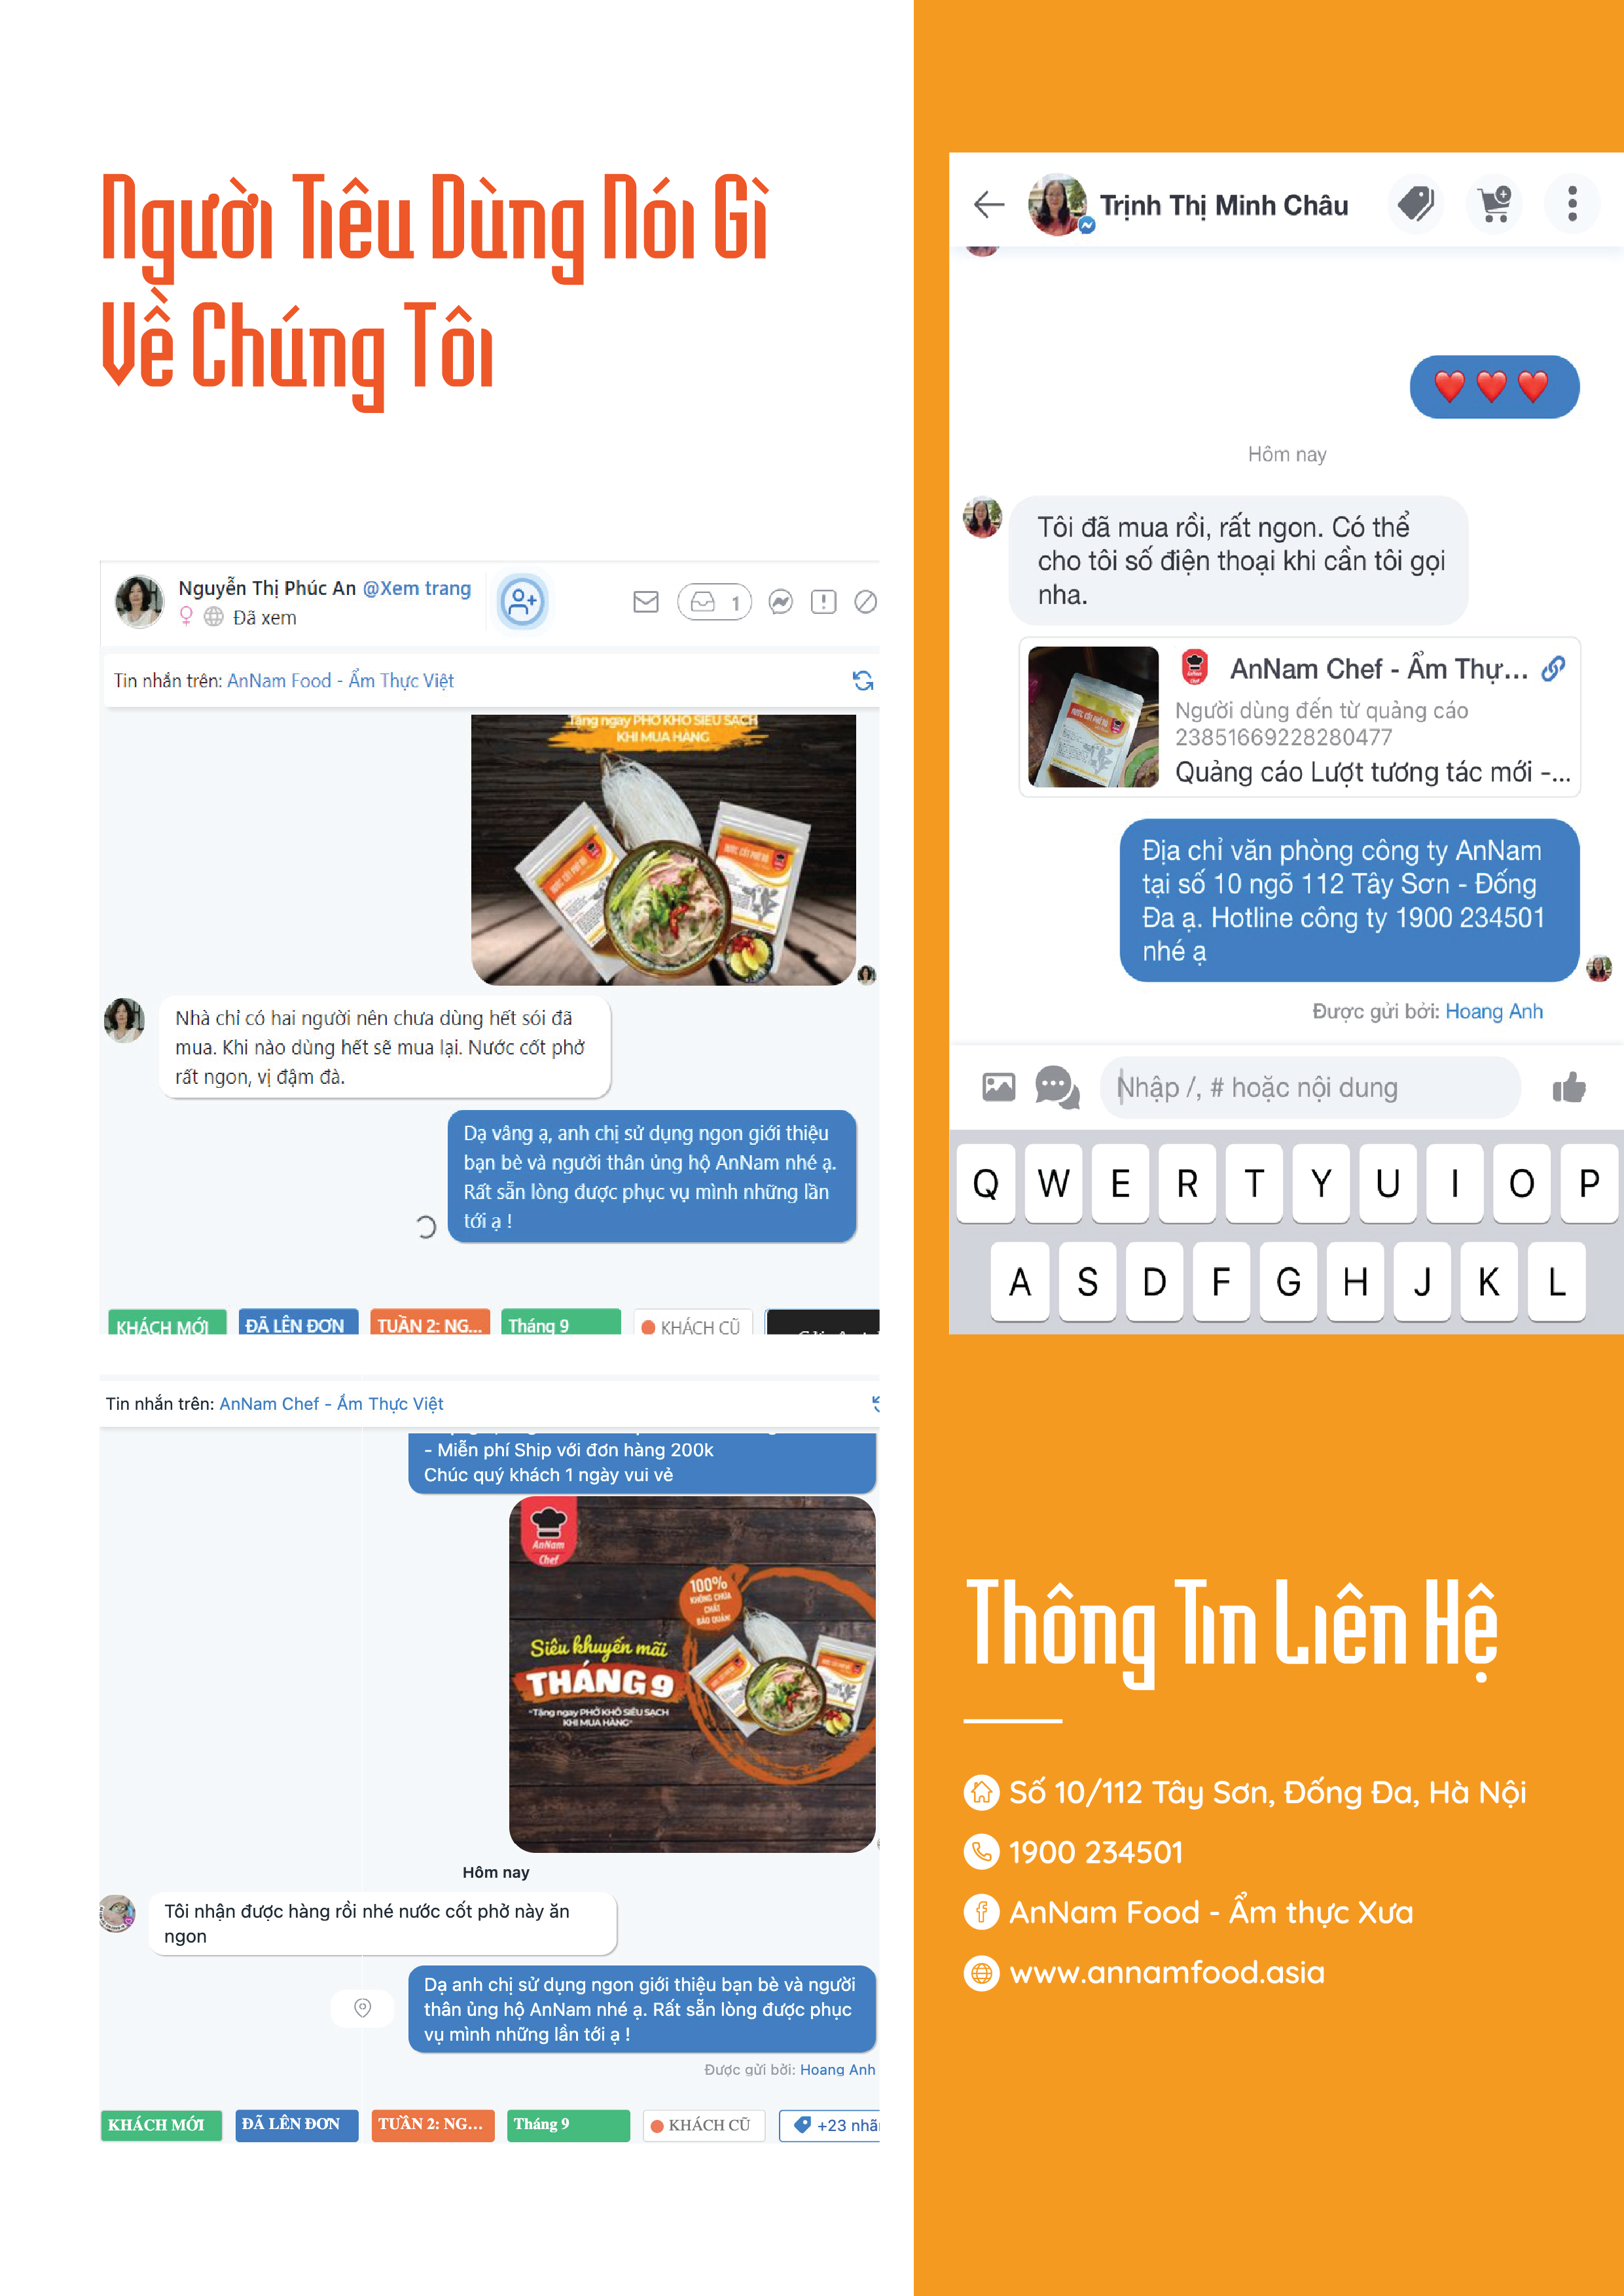 Người Tiêu Dùng Nói Gì
Về Chúng Tôi
Nguyễn Thị Phúc An @Xem trang
Đã xem
1
Tin nhắn trên: AnNam Food - Ẩm Thực Việt
Tặng ngay PHỞ KHÔ SIÊU SẠCH
KHI MUA HÀNG
NƯỚC CỐT PHỞ BÒ
NƯỚC CỐT PHỞ BÒ
Nhà chỉ có hai người nên chưa dùng hết sói đã
mua. Khi nào dùng hết sẽ mua lại. Nước cốt phở
rất ngon, vị đậm đà.
Dạ vâng ạ, anh chị sử dụng ngon giới thiệu
bạn bè và người thân ủng hộ AnNam nhé ạ.
Rất sẵn lòng được phục vụ mình những lần
tới ạ !
KHÁCH MỚI ĐÃ LÊN ĐƠN TUẦN 2: NG... Tháng 9 KHÁCH CŨ
Tin nhắn trên: AnNam Chef - Ẩm Thực Việt
- Miễn phí Ship với đơn hàng 200k
Chúc quý khách 1 ngày vui vẻ
AnNam
Chef
100%
KHÔNG CHỨA
CHẤT
BẢO QUẢN
Siêu khuyến mãi
THÁNG 9
"Tặng ngay PHỞ KHÔ SIÊU SẠCH
KHI MUA HÀNG"
Hôm nay
Tôi nhận được hàng rồi nhé nước cốt phở này ăn
ngon
Dạ anh chị sử dụng ngon giới thiệu bạn bè và người
thân ủng hộ AnNam nhé ạ. Rất sẵn lòng được phục
vụ mình những lần tới ạ !
Được gửi bởi: Hoang Anh
KHÁCH MỚI ĐÃ LÊN ĐƠN TUẦN 2: NG... Tháng 9 KHÁCH CŨ +23 nhã
Trịnh Thị Minh Châu
Hôm nay
Tôi đã mua rồi, rất ngon. Có thể
cho tôi số điện thoại khi cần tôi gọi
nha.
AnNam Chef - Ẩm Thự...
Người dùng đến từ quảng cáo
23851669228280477
Quảng cáo Lượt tương tác mới -...
Địa chỉ văn phòng công ty AnNam
tại số 10 ngõ 112 Tây Sơn - Đống
Đa ạ. Hotline công ty 1900 234501
nhé ạ
Được gửi bởi: Hoang Anh
Nhập /, # hoặc nội dung
Q W E R T Y U I O P
A S D F G H J K L
Thông Tin Liên Hệ
Số 10/112 Tây Sơn, Đống Đa, Hà Nội
1900 234501
AnNam Food - Ẩm thực Xưa
www.annamfood.asia